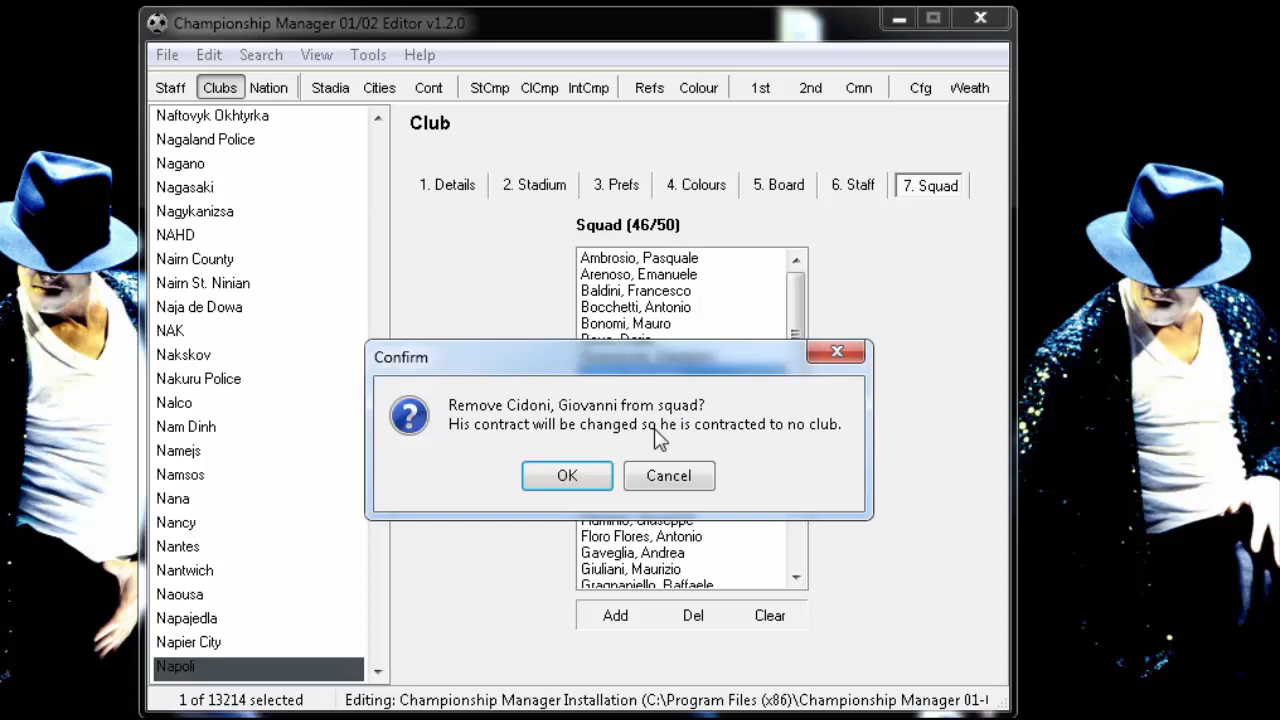 Championship Manager 01/02 Editor v1.2.0
File Edit Search View Tools Help
Staff Clubs Nation Stadia Cities Cont StCmp ClCmp IntCmp Refs Colour 1st 2nd Cmn Cfg Weath
Naftovyk Okhtyrka
Nagaland Police
Nagano
Nagasaki
Nagykanizsa
NAHD
Nairn County
Nairn St. Ninian
Naja de Dowa
NAK
Nakskov
Nakuru Police
Nalco
Nam Dinh
Namejs
Namsos
Nana
Nancy
Nantes
Nantwich
Naousa
Napajedla
Napier City
Napoli
Club
1. Details 2. Stadium 3. Prefs 4. Colours 5. Board 6. Staff 7. Squad
Squad (46/50)
Ambrosio, Pasquale
Arenoso, Emanuele
Baldini, Francesco
Bocchetti, Antonio
Bonomi, Mauro
Confirm
Remove Cidoni, Giovanni from squad?
His contract will be changed so he is contracted to no club.
OK Cancel
Flaminio, Giuseppe
Floro Flores, Antonio
Gaveglia, Andrea
Giuliani, Maurizio
Gragnaniello, Raffaele
Add Del Clear
1 of 13214 selected
Editing: Championship Manager Installation (C:\Program Files (x86)\Championship Manager 01-